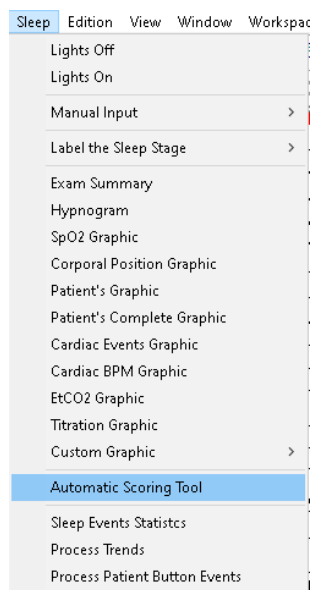 Sleep Edition View Window
Lights Off
Lights On
Manual Input
Label the Sleep Stage
Exam Summary
Hypnogram
SpO2 Graphic
Corporal Position Graphic
Patient's Graphic
Patient's Complete Graphic
Cardiac Events Graphic
Cardiac BPM Graphic
EtCO2 Graphic
Titration Graphic
Custom Graphic
Automatic Scoring Tool
Sleep Events Statistcs
Process Trends
Process Patient Button Events